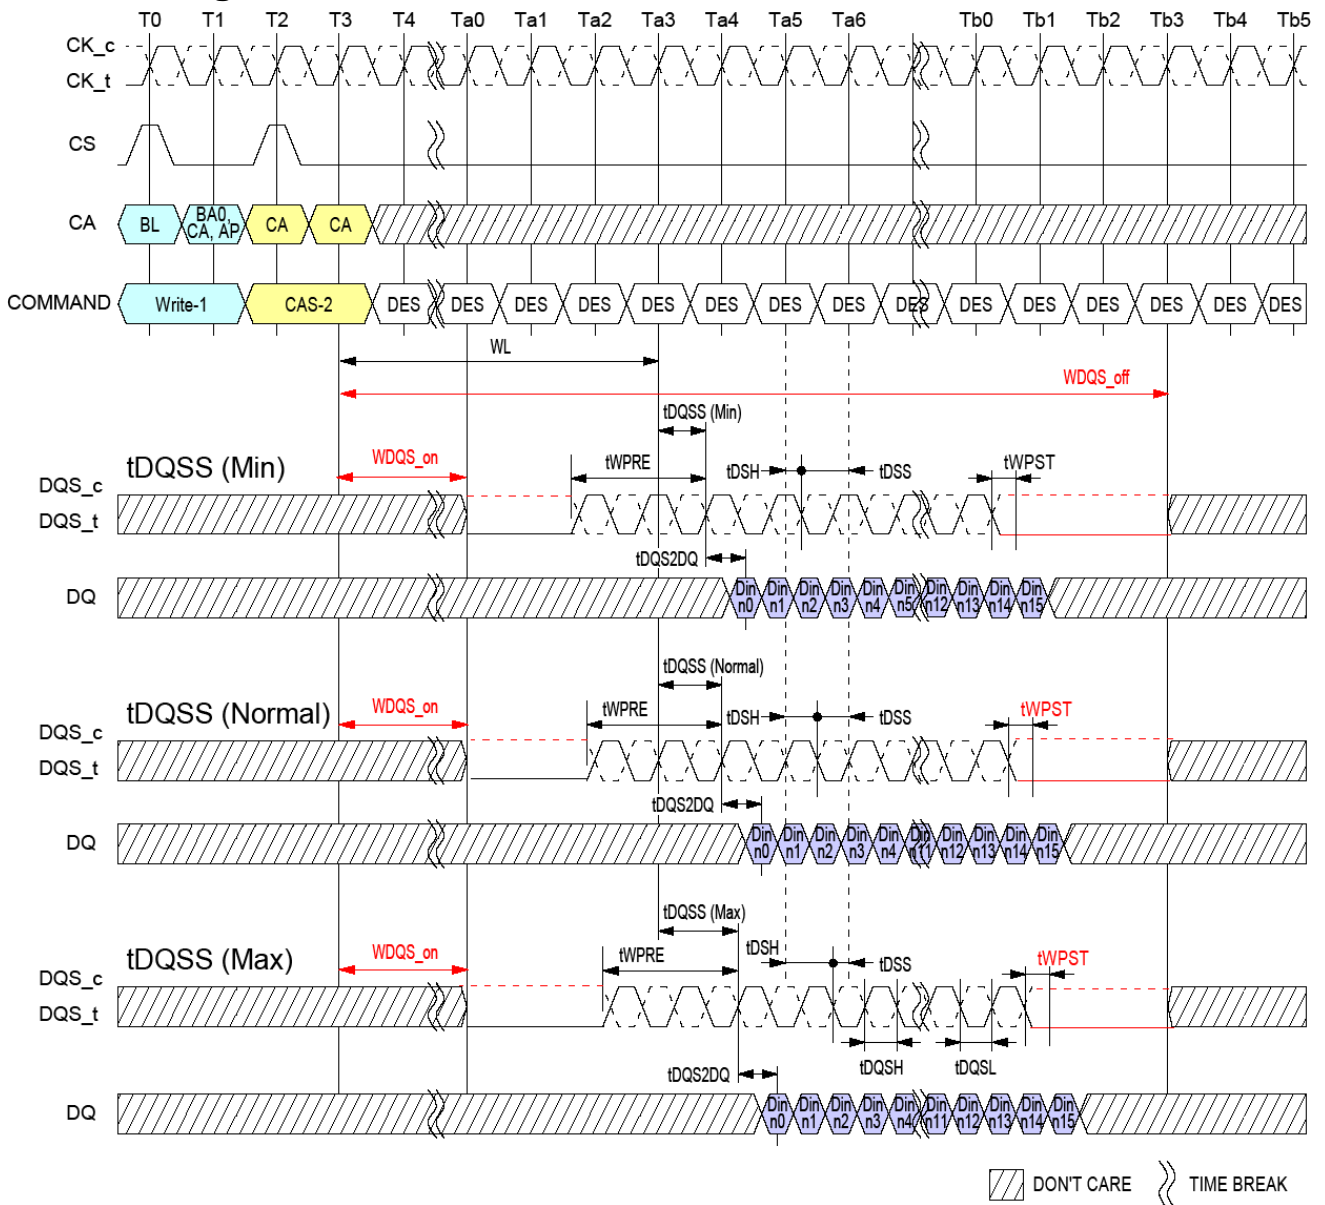 T0 T1 T2 T3 T4 Ta0 Ta1 Ta2 Ta3 Ta4 Ta5 Ta6 Tb0 Tb1 Tb2 Tb3 Tb4 Tb5
CK_c
CK_t
CS
CA BL BA0, CA, AP CA CA
COMMAND Write-1 CAS-2 DES DES DES DES DES DES DES DES DES DES DES DES DES DES DES
WL
WDQS_off
tDQSS (Min)
tDQSS (Min) WDQS_on tWPRE tDSH tDSS tWPST
DQS_c
DQS_t
tDQS2DQ
DQ Din n0 Din n1 Din n2 Din n3 Din n4 Din n5 Din n12 Din n13 Din n14 Din n15
tDQSS (Normal)
tDQSS (Normal) WDQS_on tWPRE tDSH tDSS tWPST
DQS_c
DQS_t
tDQS2DQ
DQ Din n0 Din n1 Din n2 Din n3 Din n4 Din n11 Din n12 Din n13 Din n14 Din n15
tDQSS (Max)
tDQSS (Max) WDQS_on tWPRE tDSH tDSS tWPST
DQS_c
DQS_t
tDQSH tDQSL
tDQS2DQ
DQ Din n0 Din n1 Din n2 Din n3 Din n4 Din n11 Din n12 Din n13 Din n14 Din n15
DON'T CARE TIME BREAK